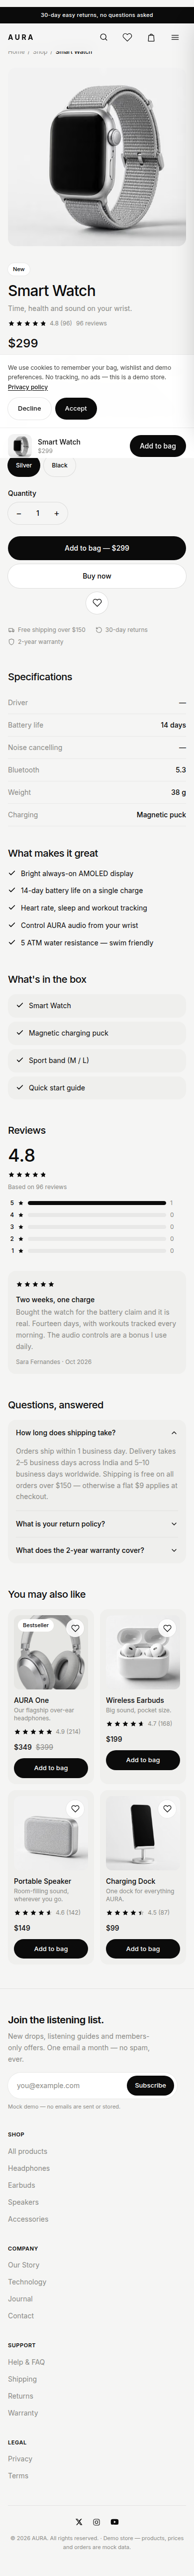 30-day easy returns, no questions asked
AURA
Home / Shop / Smart Watch
New
Smart Watch
Time, health and sound on your wrist.
4.8 (96) 96 reviews
$299
We use cookies to remember your bag, wishlist and demo
preferences. No tracking, no ads — this is a demo store.
Privacy policy
Decline
Accept
Smart Watch
$299
Add to bag
Silver
Black
Quantity
− 1 +
Add to bag — $299
Buy now
Free shipping over $150
30-day returns
2-year warranty
Specifications
Driver —
Battery life 14 days
Noise cancelling —
Bluetooth 5.3
Weight 38 g
Charging Magnetic puck
What makes it great
Bright always-on AMOLED display
14-day battery life on a single charge
Heart rate, sleep and workout tracking
Control AURA audio from your wrist
5 ATM water resistance — swim friendly
What's in the box
Smart Watch
Magnetic charging puck
Sport band (M / L)
Quick start guide
Reviews
4.8
Based on 96 reviews
5 ★ 1
4 ★ 0
3 ★ 0
2 ★ 0
1 ★ 0
Two weeks, one charge
Bought the watch for the battery claim and it is
real. Fourteen days, with workouts tracked every
morning. The audio controls are a bonus I use
daily.
Sara Fernandes · Oct 2026
Questions, answered
How long does shipping take?
Orders ship within 1 business day. Delivery takes
2–5 business days across India and 5–10
business days worldwide. Shipping is free on all
orders over $150 — otherwise a flat $9 applies at
checkout.
What is your return policy?
What does the 2-year warranty cover?
You may also like
Bestseller
AURA One
Our flagship over-ear
headphones.
4.9 (214)
$349 $399
Add to bag
Wireless Earbuds
Big sound, pocket size.
4.7 (168)
$199
Add to bag
Portable Speaker
Room-filling sound,
wherever you go.
4.6 (142)
$149
Add to bag
Charging Dock
One dock for everything
AURA.
4.5 (87)
$99
Add to bag
Join the listening list.
New drops, listening guides and members-
only offers. One email a month — no spam,
ever.
you@example.com
Subscribe
Mock demo — no emails are sent or stored.
SHOP
All products
Headphones
Earbuds
Speakers
Accessories
COMPANY
Our Story
Technology
Journal
Contact
SUPPORT
Help & FAQ
Shipping
Returns
Warranty
LEGAL
Privacy
Terms
© 2026 AURA. All rights reserved. · Demo store — products, prices
and orders are mock data.